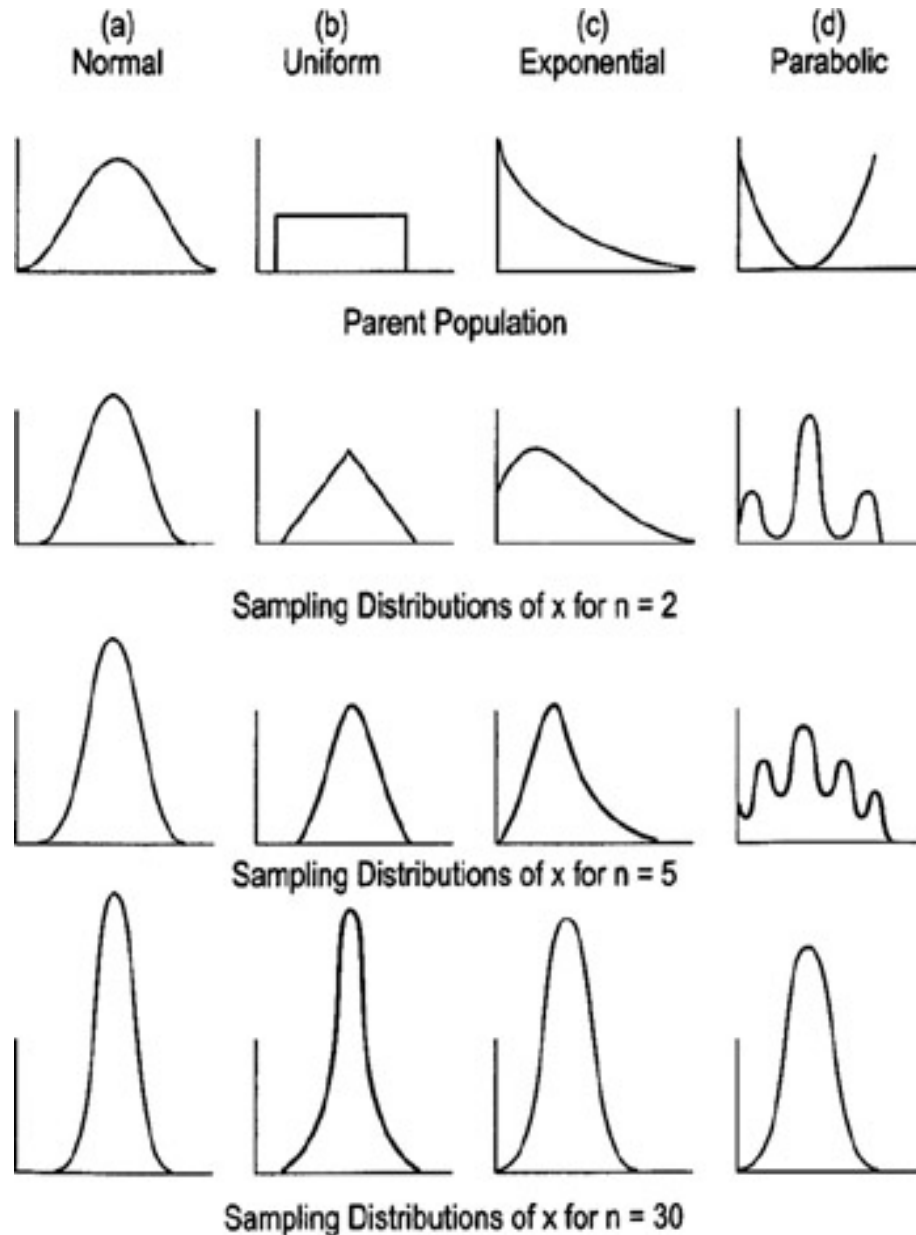 (a) (b) (c) (d)
Normal Uniform Exponential Parabolic
Parent Population
Sampling Distributions of x for n = 2
Sampling Distributions of x for n = 5
Sampling Distributions of x for n = 30